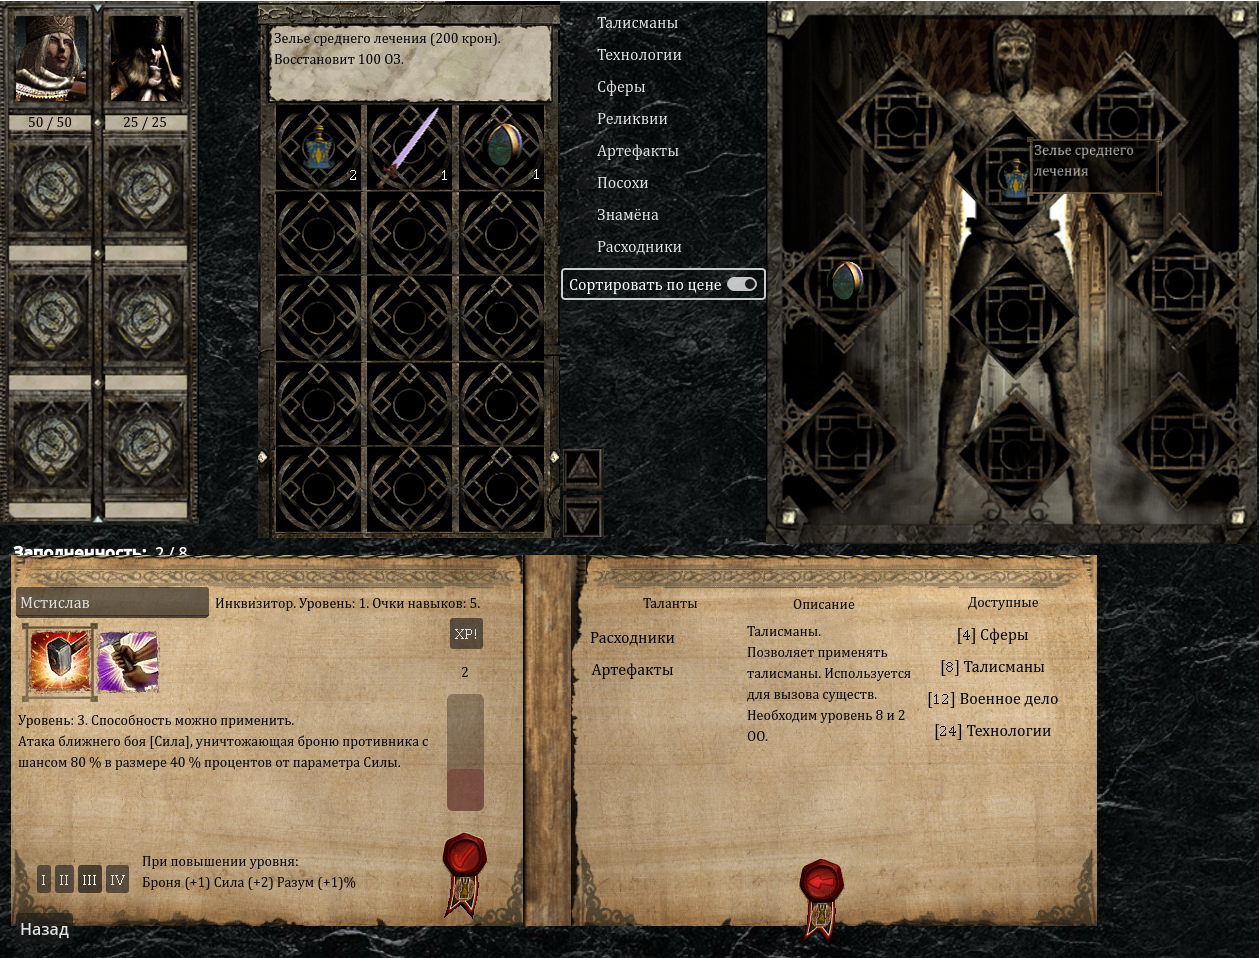 50 / 50
25 / 25
Зелье среднего лечения (200 крон).
Восстановит 100 ОЗ.
2
1
1
Талисманы
Технологии
Сферы
Реликвии
Артефакты
Посохи
Знамёна
Расходники
Сортировать по цене
Зелье среднего
лечения
Заполненность: 2 / 8
Мстислав
Инквизитор. Уровень: 1. Очки навыков: 5.
XP!
2
Уровень: 3. Способность можно применить.
Атака ближнего боя [Сила], уничтожающая броню противника с
шансом 80 % в размере 40 % процентов от параметра Силы.
I II III IV
При повышении уровня:
Броня (+1) Сила (+2) Разум (+1)%
Назад
Таланты
Расходники
Артефакты
Описание
Талисманы.
Позволяет применять
талисманы. Используется
для вызова существ.
Необходим уровень 8 и 2
ОО.
Доступные
[4] Сферы
[8] Талисманы
[12] Военное дело
[24] Технологии